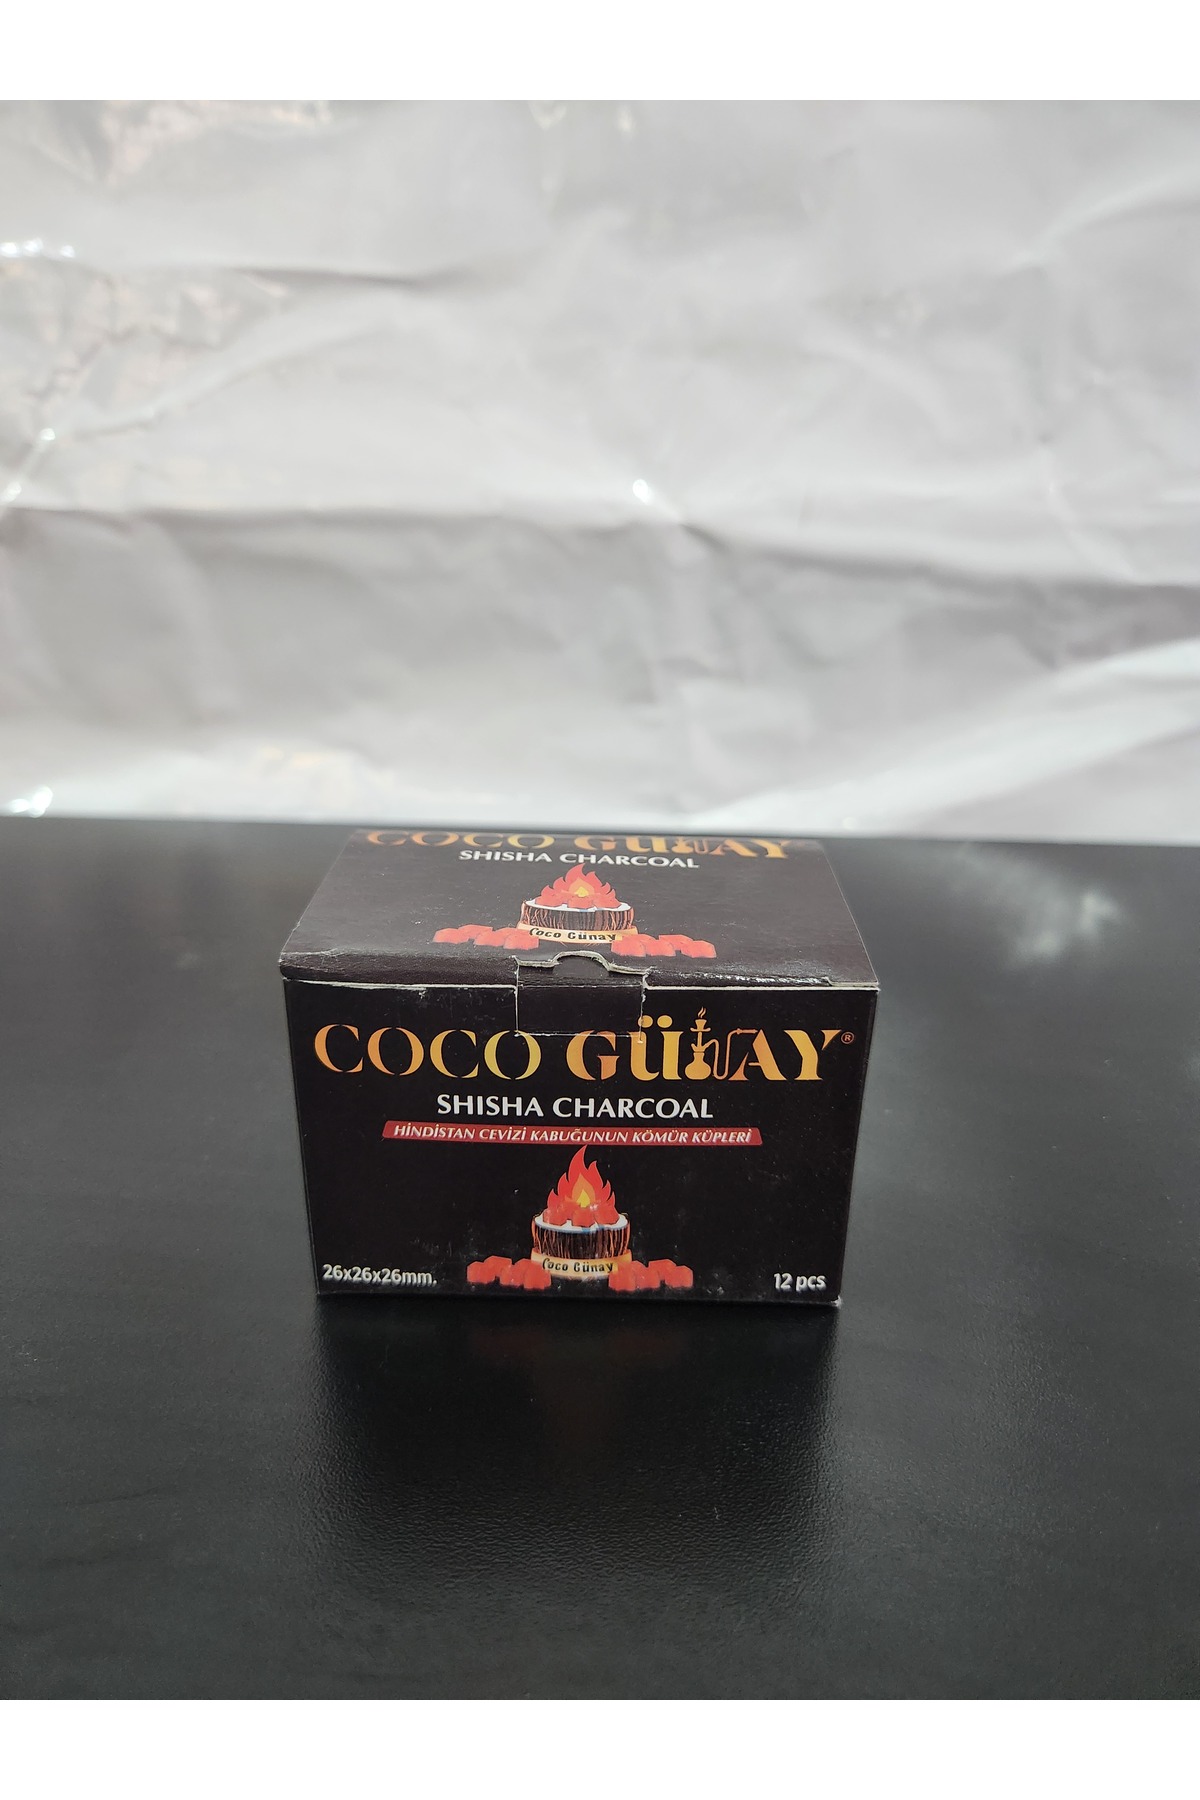 COCO GÜNAY
SHISHA CHARCOAL
Coco Günay
COCO GÜNAY®
SHISHA CHARCOAL
HİNDİSTAN CEVİZİ KABUĞUNUN KÖMÜR KÜPLERİ
Coco Günay
26x26x26mm.
12 pcs